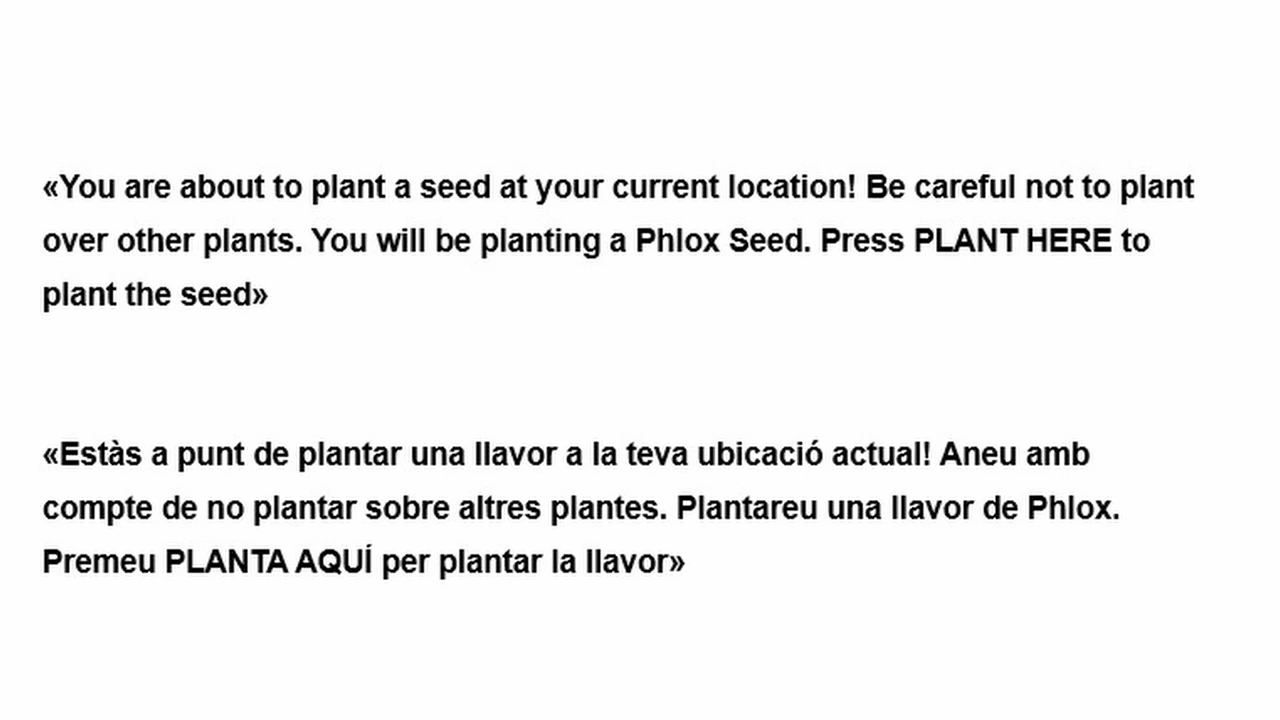 «You are about to plant a seed at your current location! Be careful not to plant
over other plants. You will be planting a Phlox Seed. Press PLANT HERE to
plant the seed»
«Estàs a punt de plantar una llavor a la teva ubicació actual! Aneu amb
compte de no plantar sobre altres plantes. Plantareu una llavor de Phlox.
Premeu PLANTA AQUÍ per plantar la llavor»